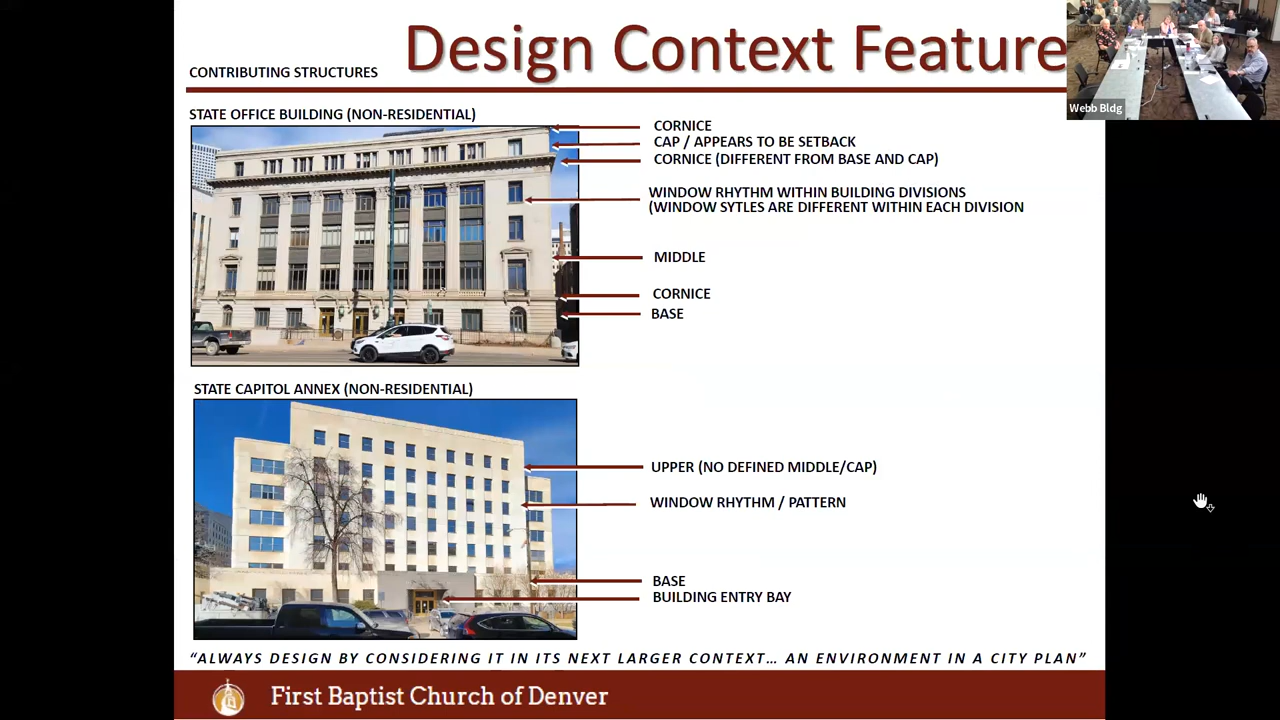 Design Context Feature
CONTRIBUTING STRUCTURES
Webb Bldg
STATE OFFICE BUILDING (NON-RESIDENTIAL)
CORNICE
CAP / APPEARS TO BE SETBACK
CORNICE (DIFFERENT FROM BASE AND CAP)
WINDOW RHYTHM WITHIN BUILDING DIVISIONS
(WINDOW SYTLES ARE DIFFERENT WITHIN EACH DIVISION
MIDDLE
CORNICE
BASE
STATE CAPITOL ANNEX (NON-RESIDENTIAL)
UPPER (NO DEFINED MIDDLE/CAP)
WINDOW RHYTHM / PATTERN
BASE
BUILDING ENTRY BAY
“ALWAYS DESIGN BY CONSIDERING IT IN ITS NEXT LARGER CONTEXT… AN ENVIRONMENT IN A CITY PLAN”
First Baptist Church of Denver